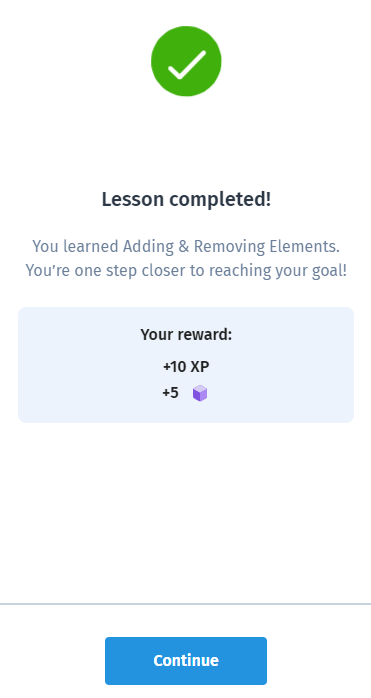 Lesson completed!
You learned Adding & Removing Elements.
You’re one step closer to reaching your goal!
Your reward:
+10 XP
+5
Continue